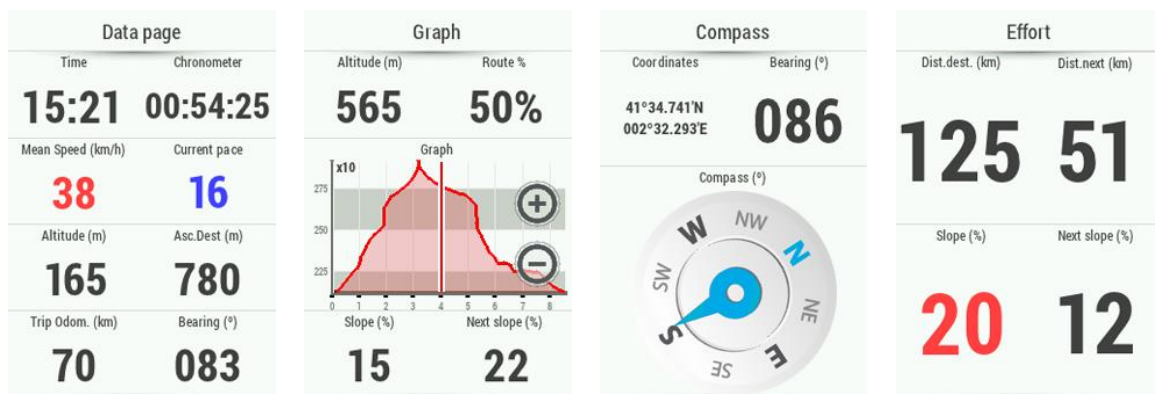 Data page
Time Chronometer
15:21 00:54:25
Mean Speed (km/h) Current pace
38 16
Altitude (m) Asc.Dest (m)
165 780
Trip Odom. (km) Bearing (º)
70 083
Graph
Altitude (m) Route %
565 50%
Graph
x10
275
250
225
0 1 2 3 4 5 6 7 8
Slope (%) Next slope (%)
15 22
Compass
Coordinates Bearing (º)
41°34.741'N
002°32.293'E
086
Compass (º)
NW
W N
SW NE
S E
SE
Effort
Dist.dest. (km) Dist.next (km)
125 51
Slope (%) Next slope (%)
20 12